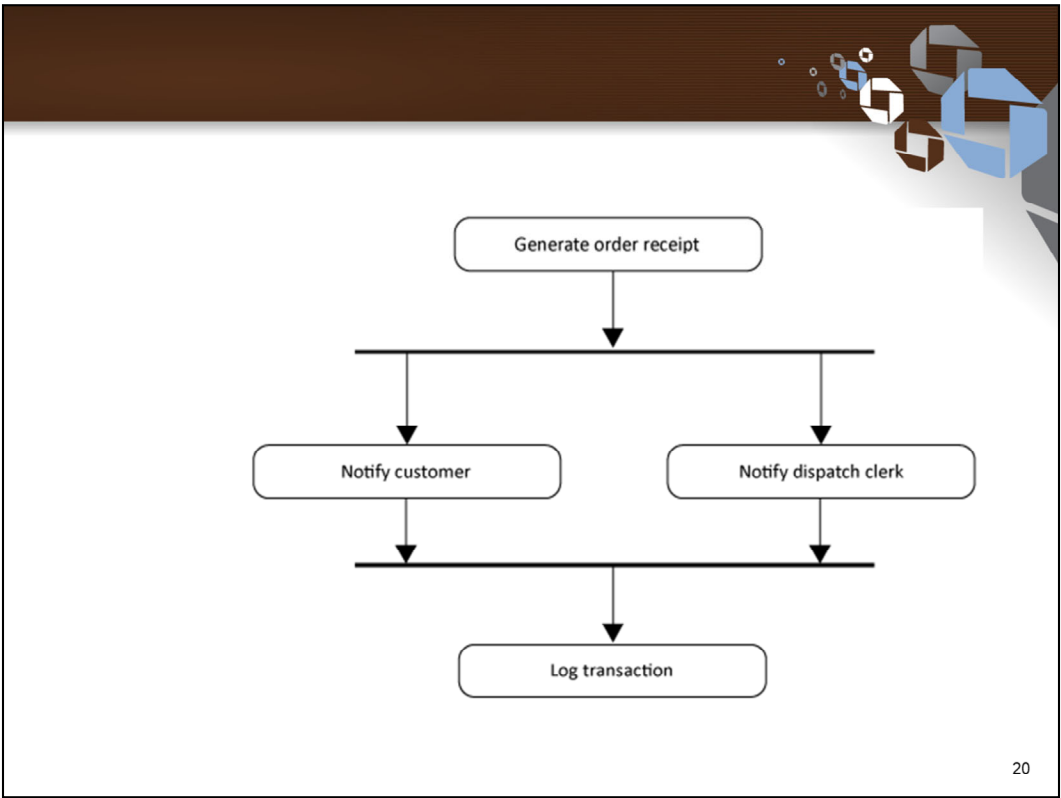 Generate order receipt
Notify customer
Notify dispatch clerk
Log transaction
20